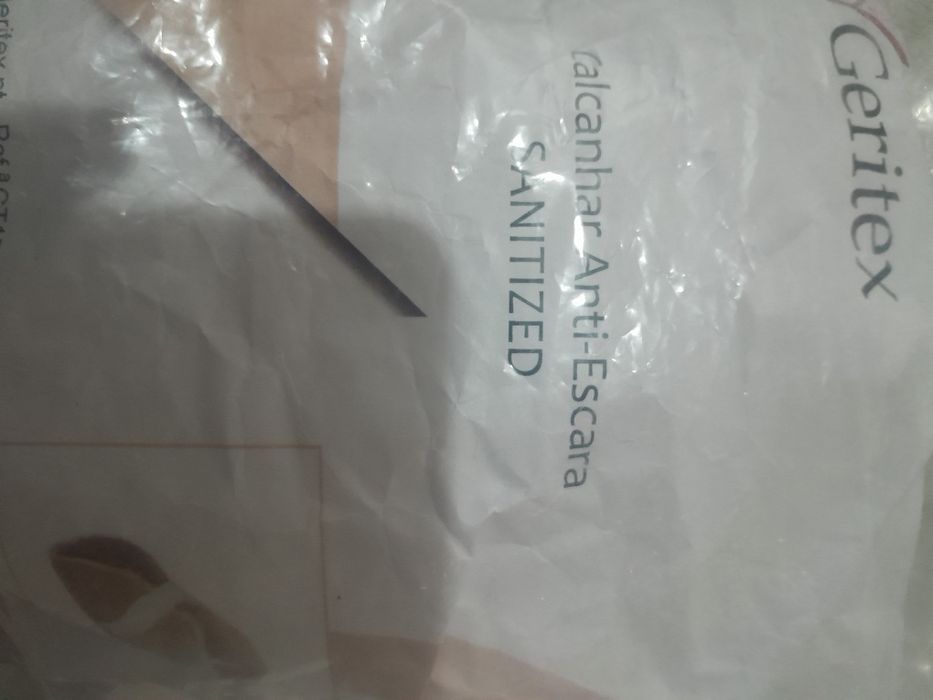 Geritex
Calcanhar Anti-Escara
SANITIZED